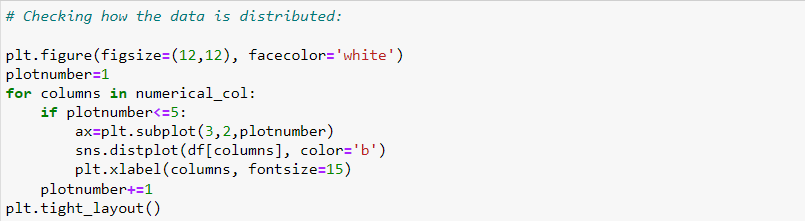 # Checking how the data is distributed:

plt.figure(figsize=(12,12), facecolor='white')
plotnumber=1
for columns in numerical_col:
    if plotnumber<=5:
        ax=plt.subplot(3,2,plotnumber)
        sns.distplot(df[columns], color='b')
        plt.xlabel(columns, fontsize=15)
    plotnumber+=1
plt.tight_layout()